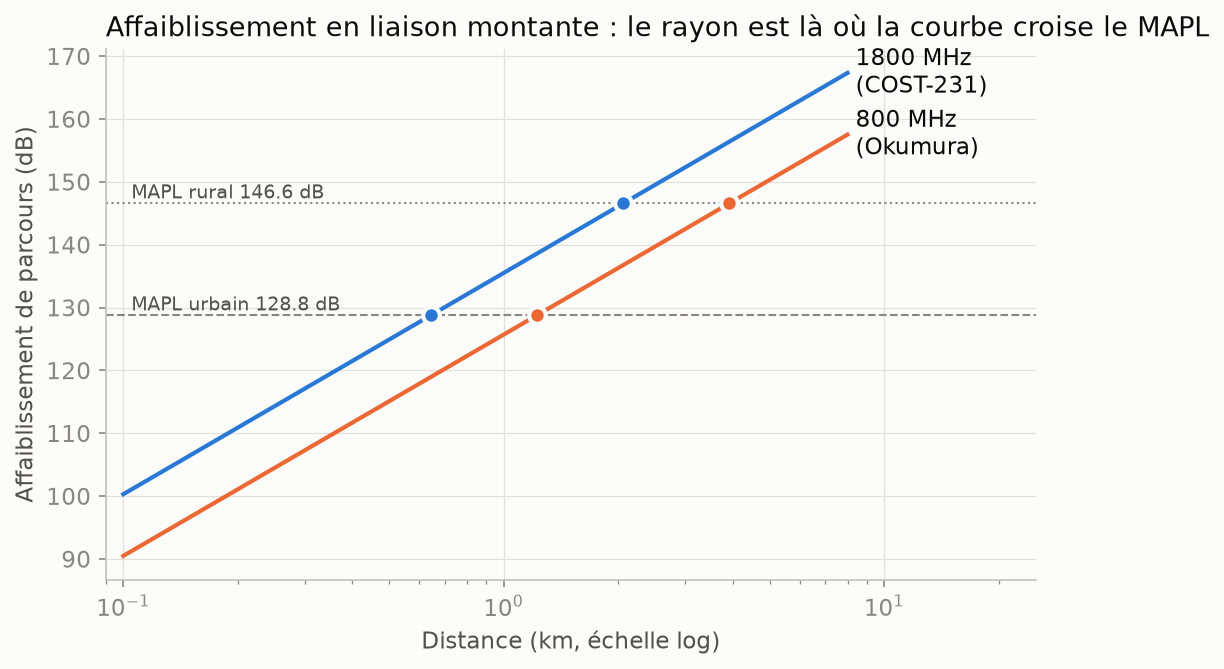 Affaiblissement en liaison montante : le rayon est là où la courbe croise le MAPL
Affaiblissement de parcours (dB)
170
160
150
140
130
120
110
100
90
1800 MHz
(COST-231)
800 MHz
(Okumura)
MAPL rural 146.6 dB
MAPL urbain 128.8 dB
10⁻¹
10⁰
10¹
Distance (km, échelle log)